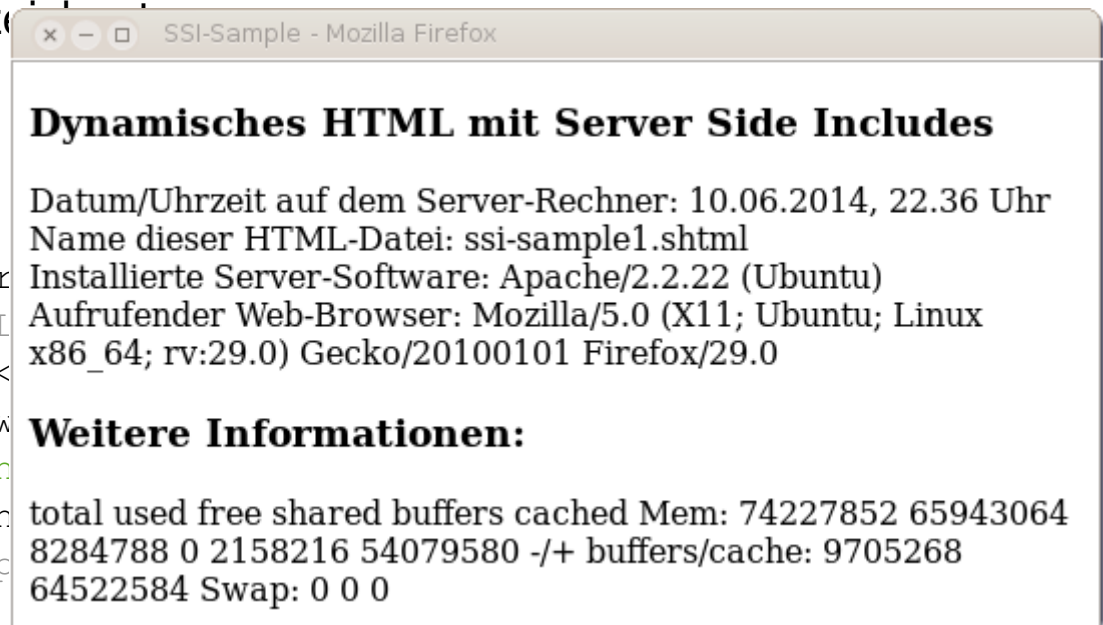 SSI-Sample - Mozilla Firefox
Dynamisches HTML mit Server Side Includes
Datum/Uhrzeit auf dem Server-Rechner: 10.06.2014, 22.36 Uhr
Name dieser HTML-Datei: ssi-sample1.shtml
Installierte Server-Software: Apache/2.2.22 (Ubuntu)
Aufrufender Web-Browser: Mozilla/5.0 (X11; Ubuntu; Linux
x86_64; rv:29.0) Gecko/20100101 Firefox/29.0
Weitere Informationen:
total used free shared buffers cached Mem: 74227852 65943064
8284788 0 2158216 54079580 -/+ buffers/cache: 9705268
64522584 Swap: 0 0 0